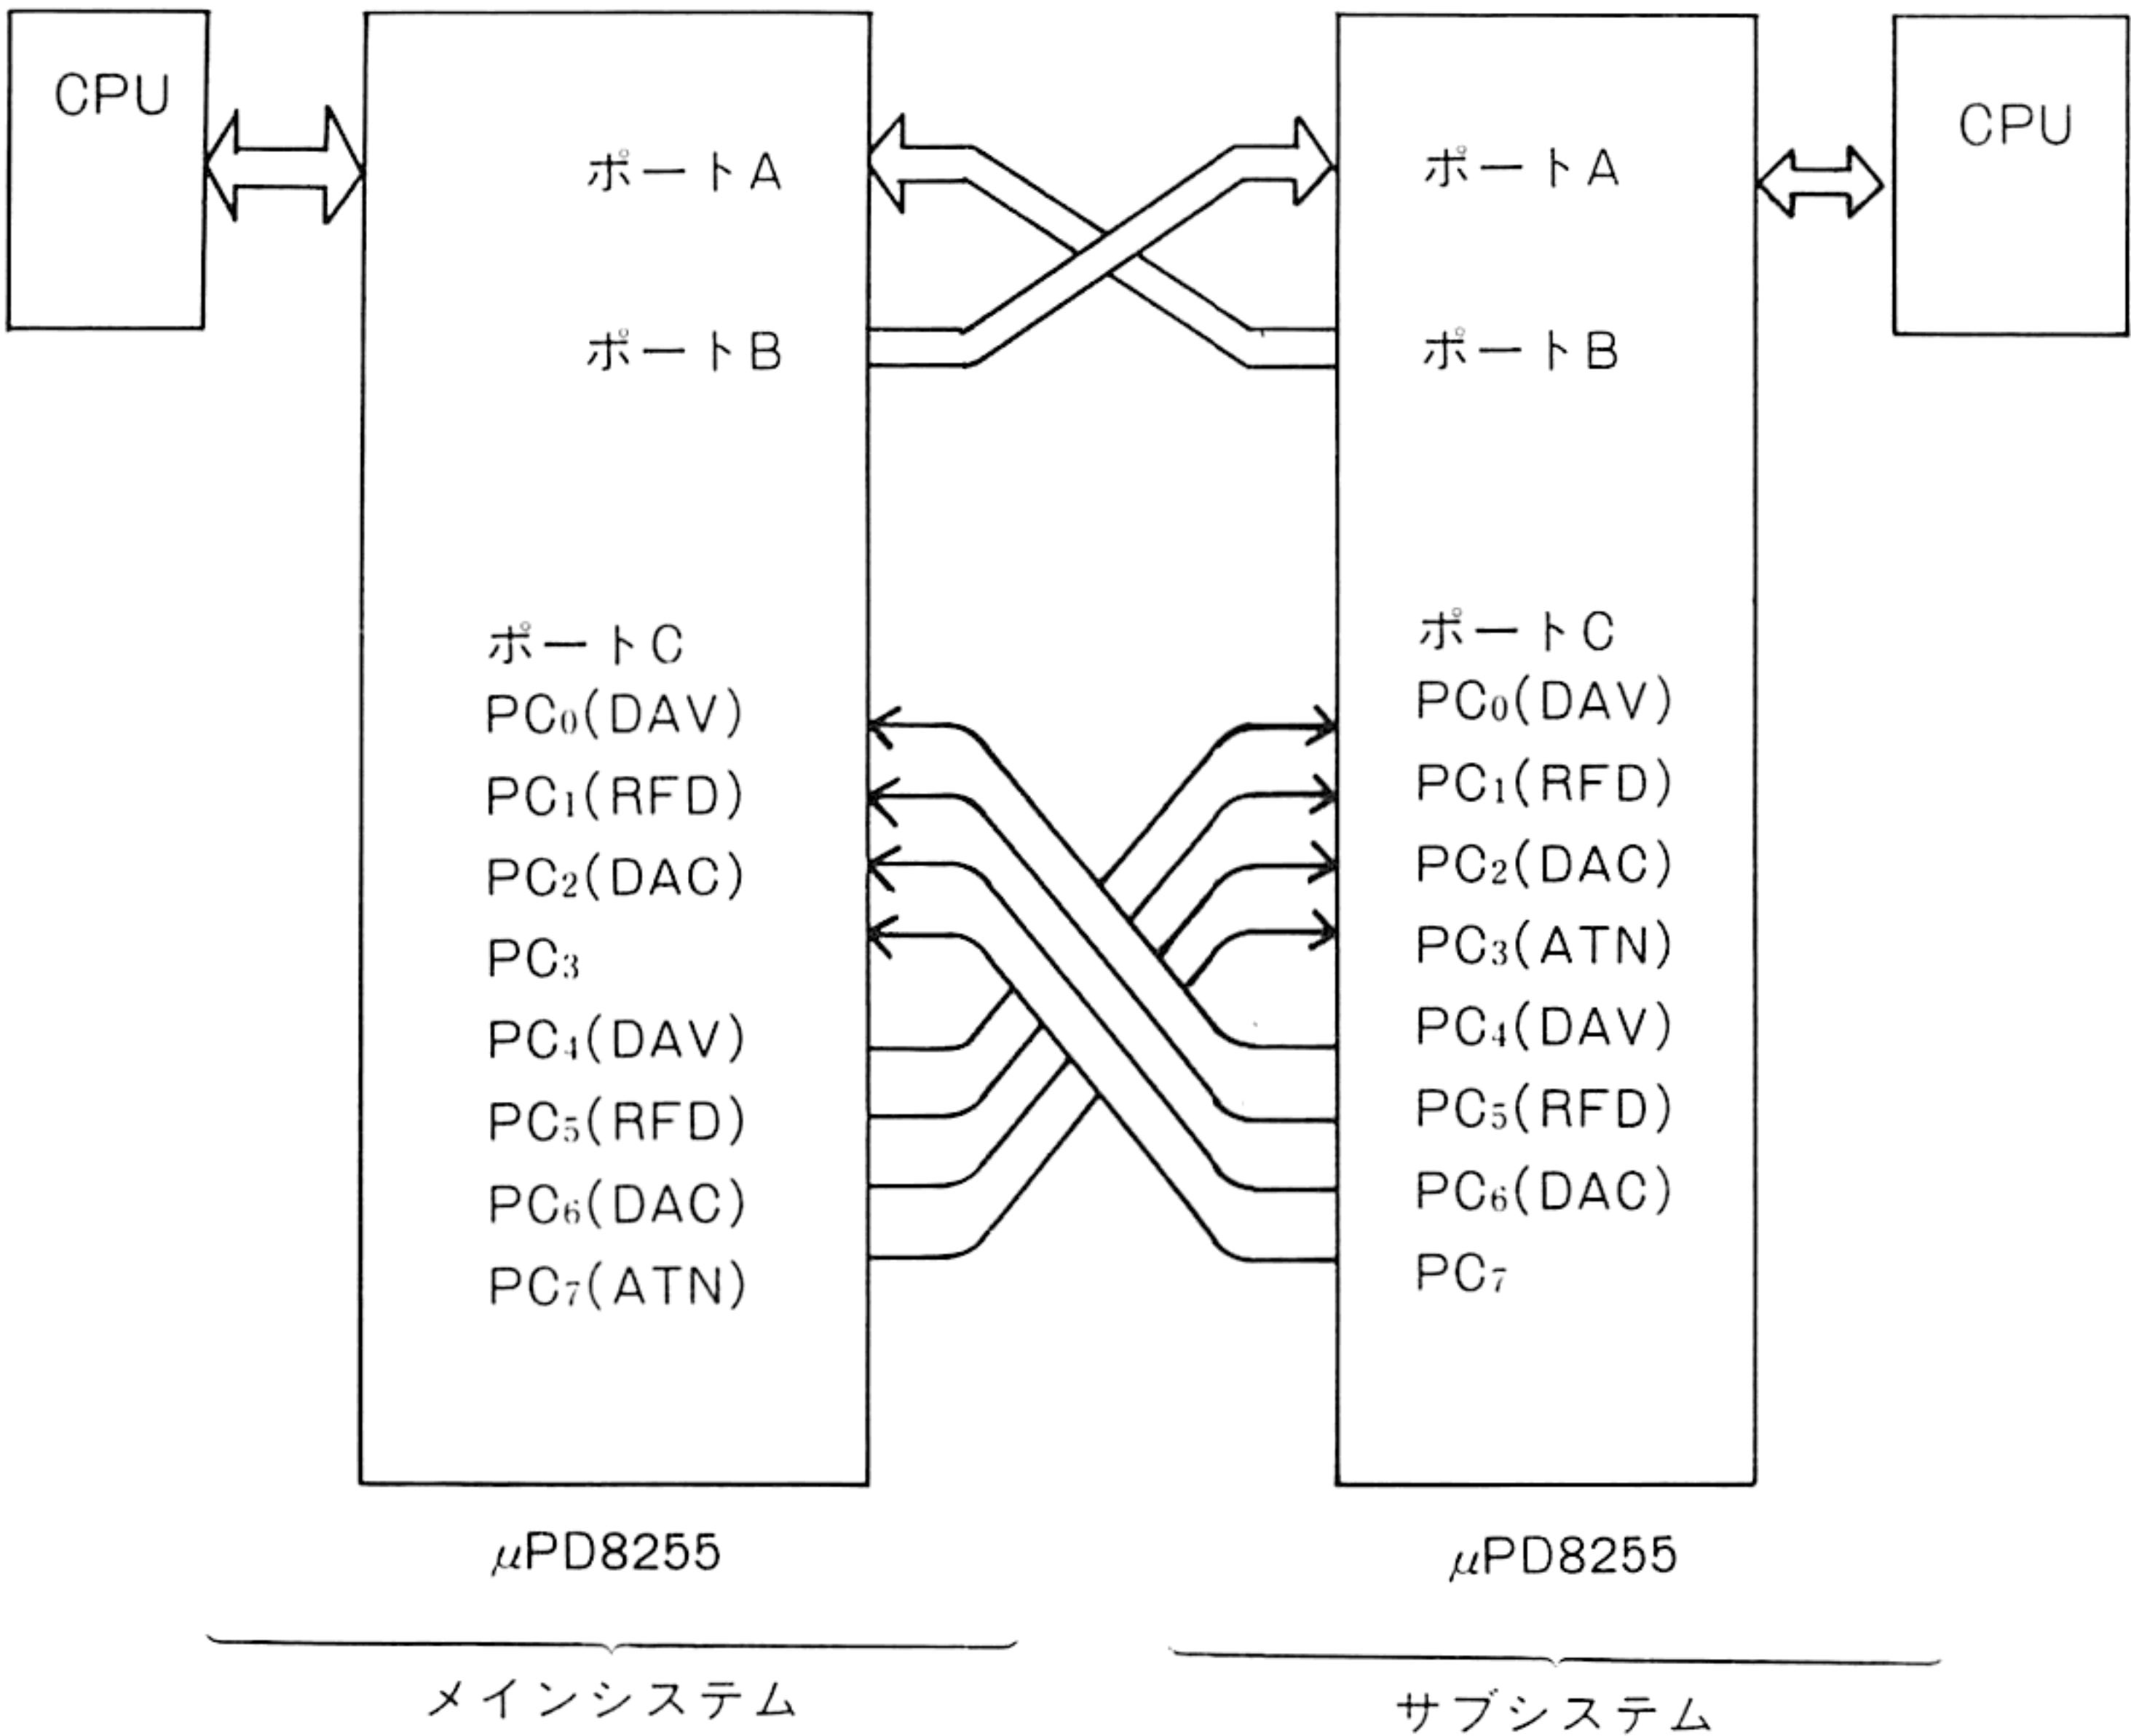 CPU
ポートA
ポートB
ポートC
PC0(DAV)
PC1(RFD)
PC2(DAC)
PC3
PC4(DAV)
PC5(RFD)
PC6(DAC)
PC7(ATN)
μPD8255
メインシステム
ポートA
ポートB
ポートC
PC0(DAV)
PC1(RFD)
PC2(DAC)
PC3(ATN)
PC4(DAV)
PC5(RFD)
PC6(DAC)
PC7
μPD8255
サブシステム
CPU